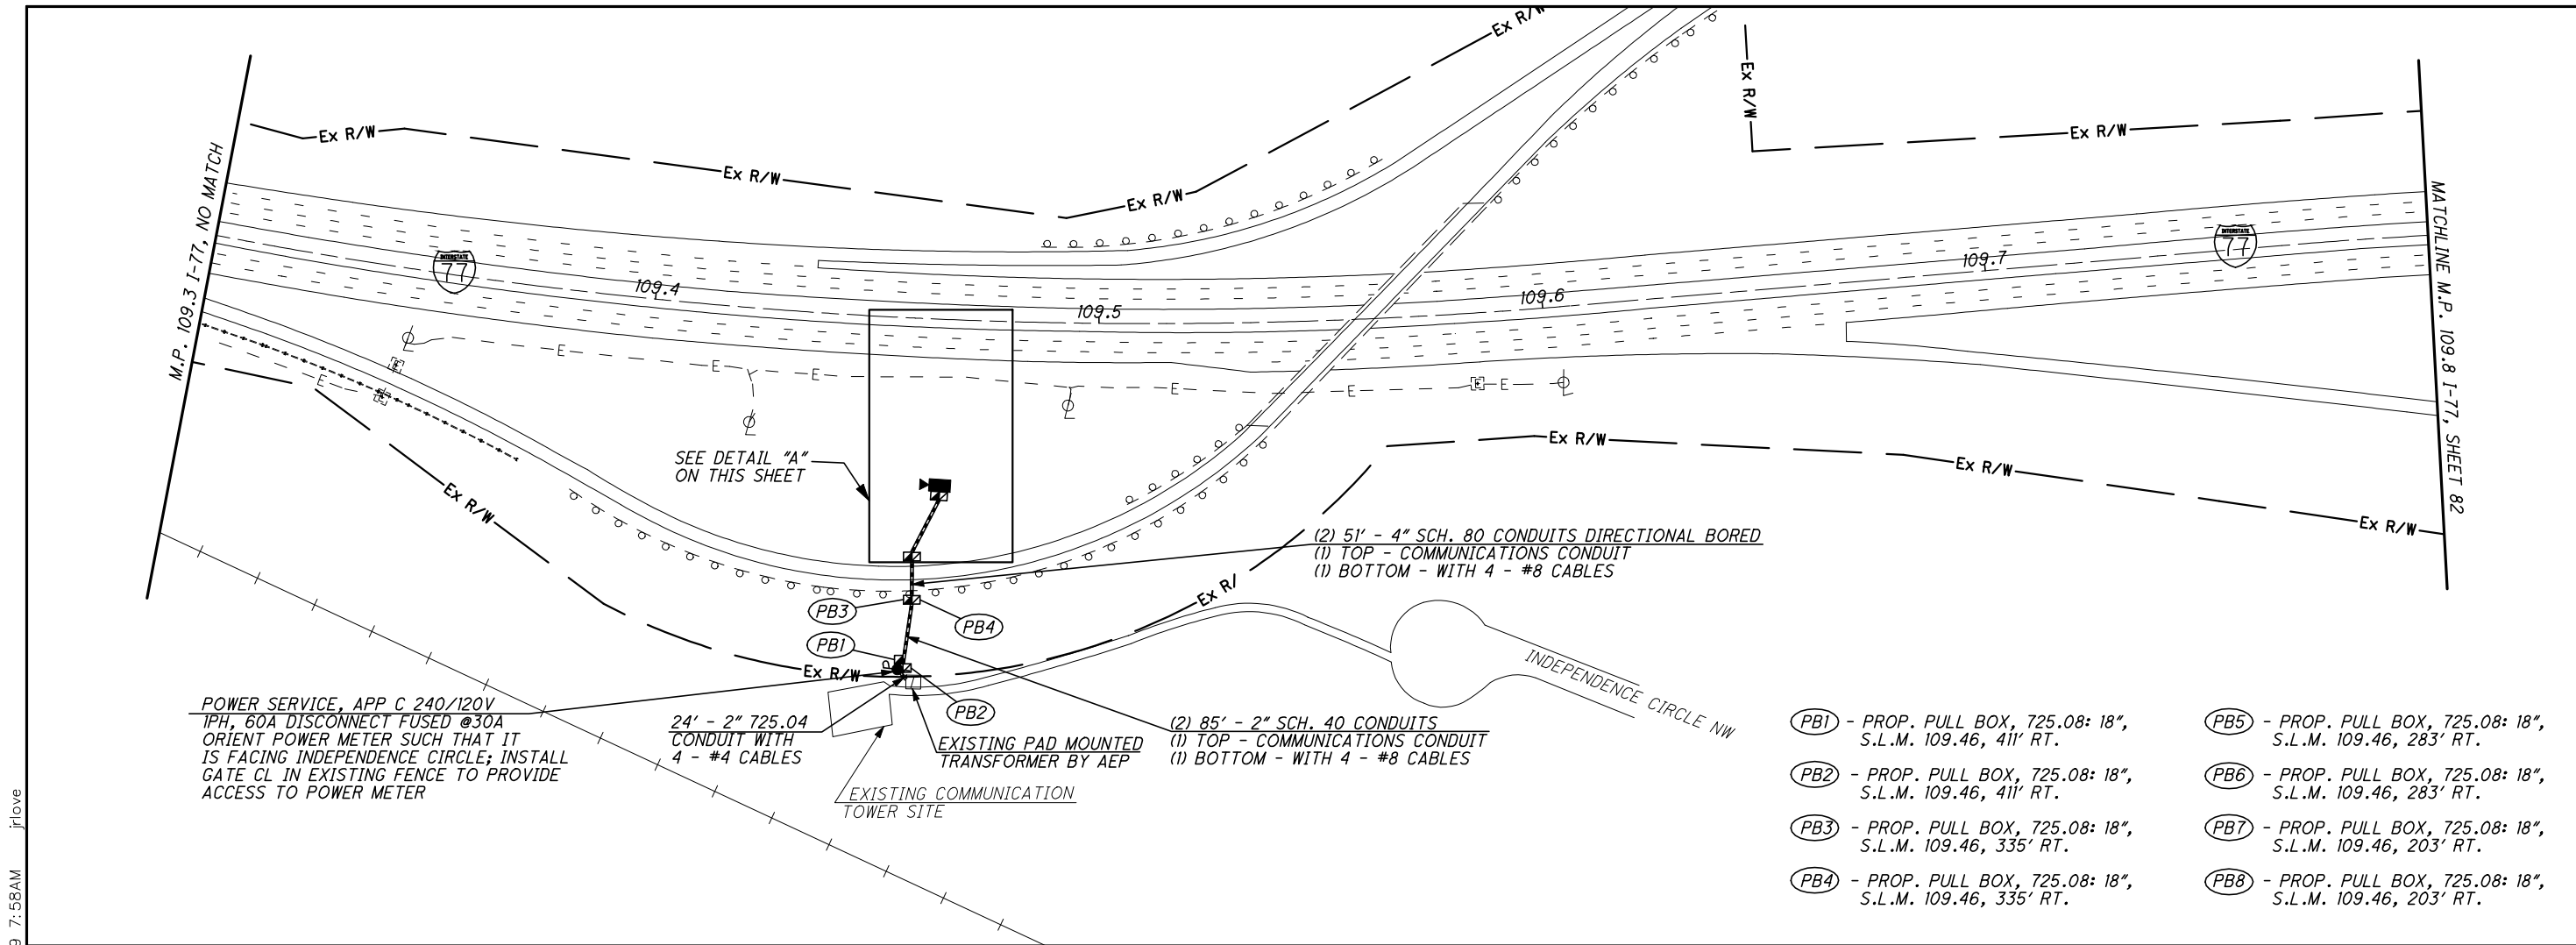 Ex R/W
Ex R/W
Ex R/W
Ex R/W
Ex R/W
Ex R/W
M.P. 109.3 I-77, NO MATCH
MATCHLINE M.P. 109.8 I-77, SHEET 82
INTERSTATE
77
INTERSTATE
77
109.4
109.5
109.6
109.7
E
E
E
E
E
E
E
E
SEE DETAIL "A"
ON THIS SHEET
Ex R/W
Ex R/W
Ex R/W
Ex R/W
Ex R/
Ex R/W
(2) 51' - 4" SCH. 80 CONDUITS DIRECTIONAL BORED
(1) TOP - COMMUNICATIONS CONDUIT
(1) BOTTOM - WITH 4 - #8 CABLES
PB3
PB4
PB1
P
PB2
INDEPENDENCE CIRCLE NW
POWER SERVICE, APP C 240/120V
1PH, 60A DISCONNECT FUSED @30A
ORIENT POWER METER SUCH THAT IT
IS FACING INDEPENDENCE CIRCLE; INSTALL
GATE CL IN EXISTING FENCE TO PROVIDE
ACCESS TO POWER METER
24' - 2" 725.04
CONDUIT WITH
4 - #4 CABLES
EXISTING PAD MOUNTED
TRANSFORMER BY AEP
(2) 85' - 2" SCH. 40 CONDUITS
(1) TOP - COMMUNICATIONS CONDUIT
(1) BOTTOM - WITH 4 - #8 CABLES
EXISTING COMMUNICATION
TOWER SITE
PB1 - PROP. PULL BOX, 725.08: 18",
S.L.M. 109.46, 411' RT.
PB2 - PROP. PULL BOX, 725.08: 18",
S.L.M. 109.46, 411' RT.
PB3 - PROP. PULL BOX, 725.08: 18",
S.L.M. 109.46, 335' RT.
PB4 - PROP. PULL BOX, 725.08: 18",
S.L.M. 109.46, 335' RT.
PB5 - PROP. PULL BOX, 725.08: 18",
S.L.M. 109.46, 283' RT.
PB6 - PROP. PULL BOX, 725.08: 18",
S.L.M. 109.46, 283' RT.
PB7 - PROP. PULL BOX, 725.08: 18",
S.L.M. 109.46, 203' RT.
PB8 - PROP. PULL BOX, 725.08: 18",
S.L.M. 109.46, 203' RT.
9 7:58AM jrlove